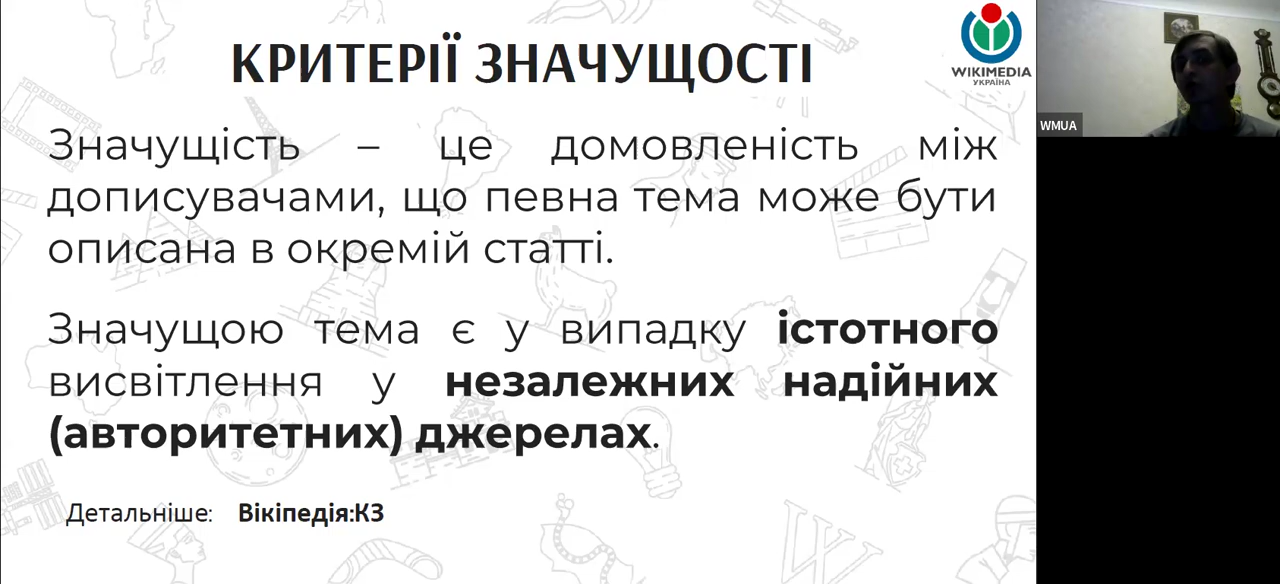 КРИТЕРІЇ ЗНАЧУЩОСТІ
WIKIMEDIA
УКРАЇНА
WMUA
Значущість – це домовленість між
дописувачами, що певна тема може бути
описана в окремій статті.
Значущою тема є у випадку істотного
висвітлення у незалежних надійних
(авторитетних) джерелах.
Детальніше: Вікіпедія:КЗ